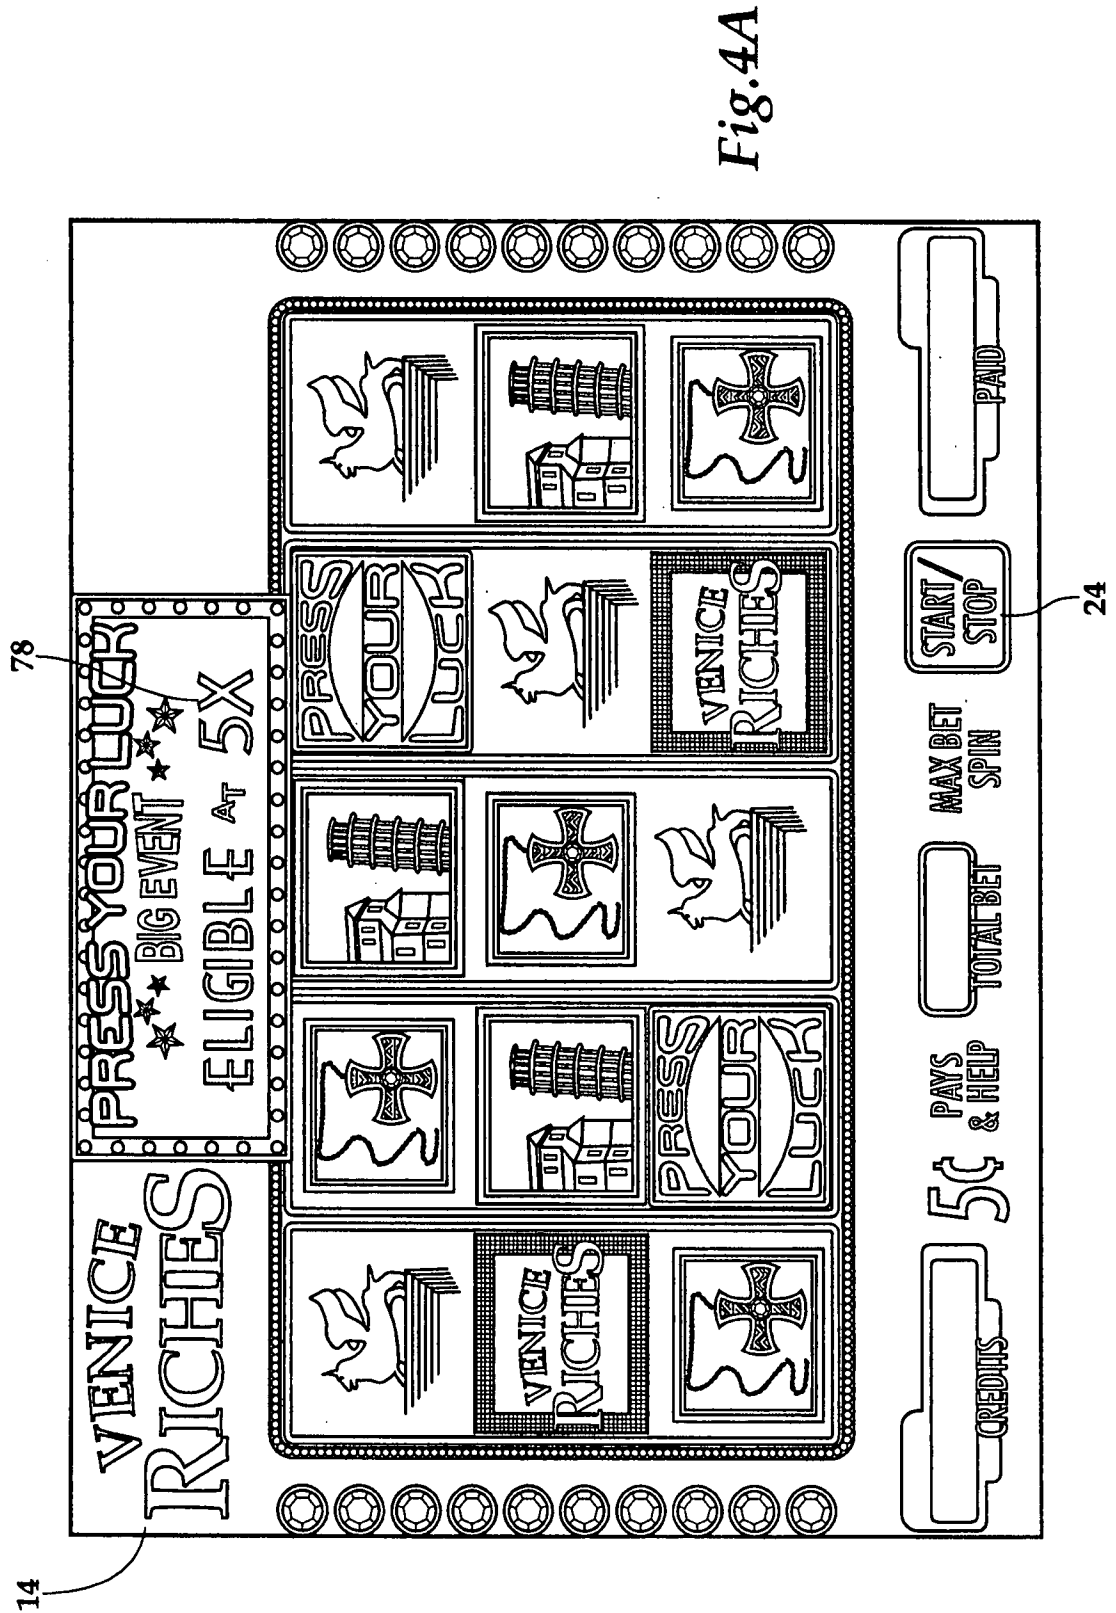 14
VENICE
RICHES
PRESS YOUR LUCK
BIG EVENT
ELIGIBLE AT 5X
78
PRESS
YOUR
LUCK
VENICE
RICHES
PRESS
YOUR
LUCK
VENICE
RICHES
CREDITS
5¢
PAYS
& HELP
TOTAL BET
MAX BET
SPIN
START/
STOP
PAID
24
Fig.4A